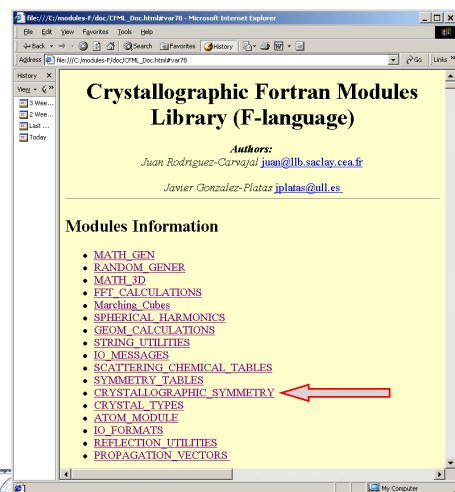 file:///C:/modules-F/doc/CFML_Doc.html#var78 - Microsoft Internet Explorer
File Edit View Favorites Tools Help
Back Search Favorites History
Address file:///C:/modules-F/doc/CFML_Doc.html#var78 Go Links »
History X
View
3 Wee...
2 Wee...
Last ...
Today
Crystallographic Fortran Modules
Library (F-language)
Authors:
Juan Rodriguez-Carvajal juan@llb.saclay.cea.fr
Javier Gonzalez-Platas jplatas@ull.es
Modules Information
MATH_GEN
RANDOM_GENER
MATH_3D
FFT_CALCULATIONS
Marching_Cubes
SPHERICAL_HARMONICS
GEOM_CALCULATIONS
STRING_UTILITIES
IO_MESSAGES
SCATTERING_CHEMICAL_TABLES
SYMMETRY_TABLES
CRYSTALLOGRAPHIC_SYMMETRY
CRYSTAL_TYPES
ATOM_MODULE
IO_FORMATS
REFLECTION_UTILITIES
PROPAGATION_VECTORS
My Computer